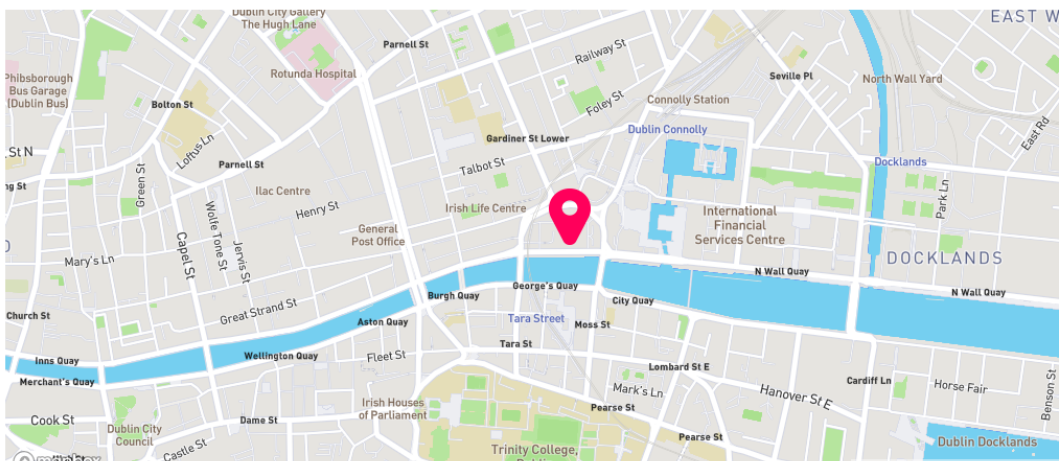 Dublin City Gallery
The Hugh Lane
EAST W
Parnell St
Railway St
Phibsborough
Bus Garage
(Dublin Bus)
Rotunda Hospital
Seville Pl
North Wall Yard
Bolton St
Foley St
Connolly Station
East Rd
Loftus Ln
Gardiner St Lower
Dublin Connolly
St N
Parnell St
Talbot St
Docklands
Green St
Ilac Centre
Park Ln
Wolfe Tone St
Henry St
Irish Life Centre
International
Financial
Services Centre
General
Post Office
Capel St
Jervis St
Mary's Ln
DOCKLANDS
N Wall Quay
George's Quay
N Wall Quay
Burgh Quay
City Quay
Great Strand St
Church St
Aston Quay
Tara Street
Moss St
Tara St
Inns Quay
Wellington Quay
Fleet St
Lombard St E
Merchant's Quay
Mark's Ln
Hanover St E
Cardiff Ln
Horse Fair
Benson St
Irish Houses
of Parliament
Pearse St
Cook St
Dame St
Dublin City
Council
Pearse St
Castle St
Trinity College,
Dublin Docklands